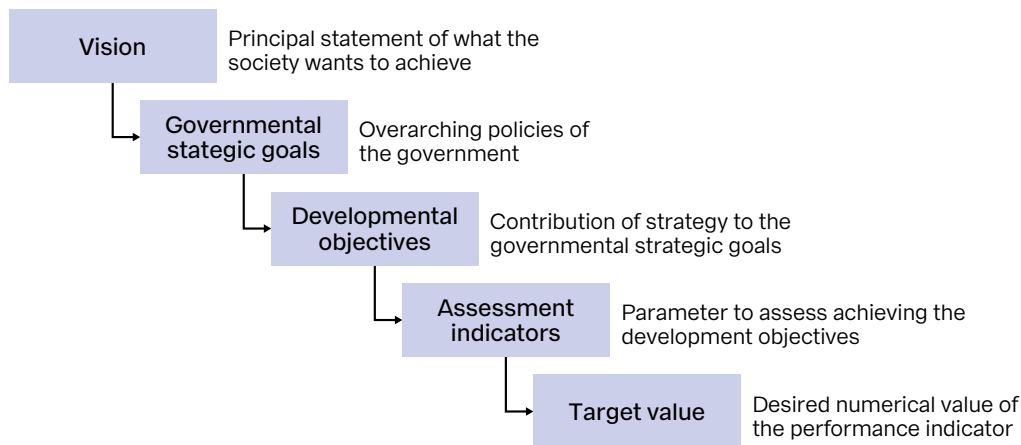 Vision
Principal statement of what the
society wants to achieve
Governmental
stategic goals
Overarching policies of
the government
Developmental
objectives
Contribution of strategy to the
governmental strategic goals
Assessment
indicators
Parameter to assess achieving the
development objectives
Target value
Desired numerical value of
the performance indicator